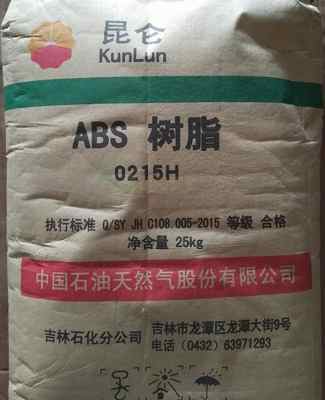 昆仑
KunLun
ABS 树脂
0215H
执行标准 Q/SY JH C108.005-2015 等级 合格
净含量 25kg
中国石油天然气股份有限公司
吉林石化分公司
吉林市龙潭区龙潭大街9号
电话 (0432) 63971293